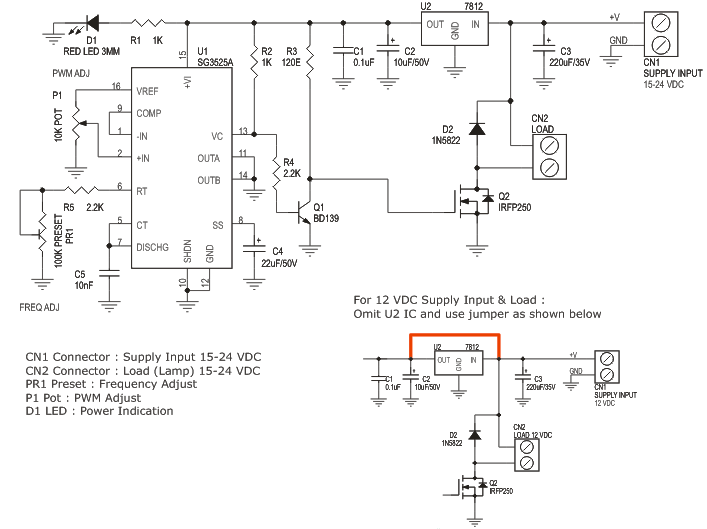 U2
7812
OUT
IN
GND
D1
RED LED 3MM
R1
1K
15
U1
SG3525A
R2
1K
R3
120E
C1
0.1uF
C2
10uF/50V
C3
220uF/35V
+V
GND
CN1
SUPPLY INPUT
15-24 VDC
PWM ADJ
P1
10K POT
16
VREF
+VI
9
COMP
1
-IN
2
+IN
VC
13
OUTA
11
OUTB
14
R4
2.2K
D2
1N5822
CN2
LOAD
Q2
IRFP250
R5
2.2K
6
RT
100K PRESET
PR1
5
CT
7
DISCHG
SS
8
Q1
BD139
C4
22uF/50V
C5
10nF
SHDN
GND
10
12
FREQ ADJ
For 12 VDC Supply Input & Load :
Omit U2 IC and use jumper as shown below
CN1 Connector : Supply Input 15-24 VDC
CN2 Connector : Load (Lamp) 15-24 VDC
PR1 Preset : Frequency Adjust
P1 Pot : PWM Adjust
D1 LED : Power Indication
U2
7812
OUT
IN
GND
C1
0.1uF
C2
10uF/50V
C3
220uF/35V
+V
GND
CN1
SUPPLY INPUT
12 VDC
D2
1N5822
CN2
LOAD 12 VDC
Q2
IRFP250